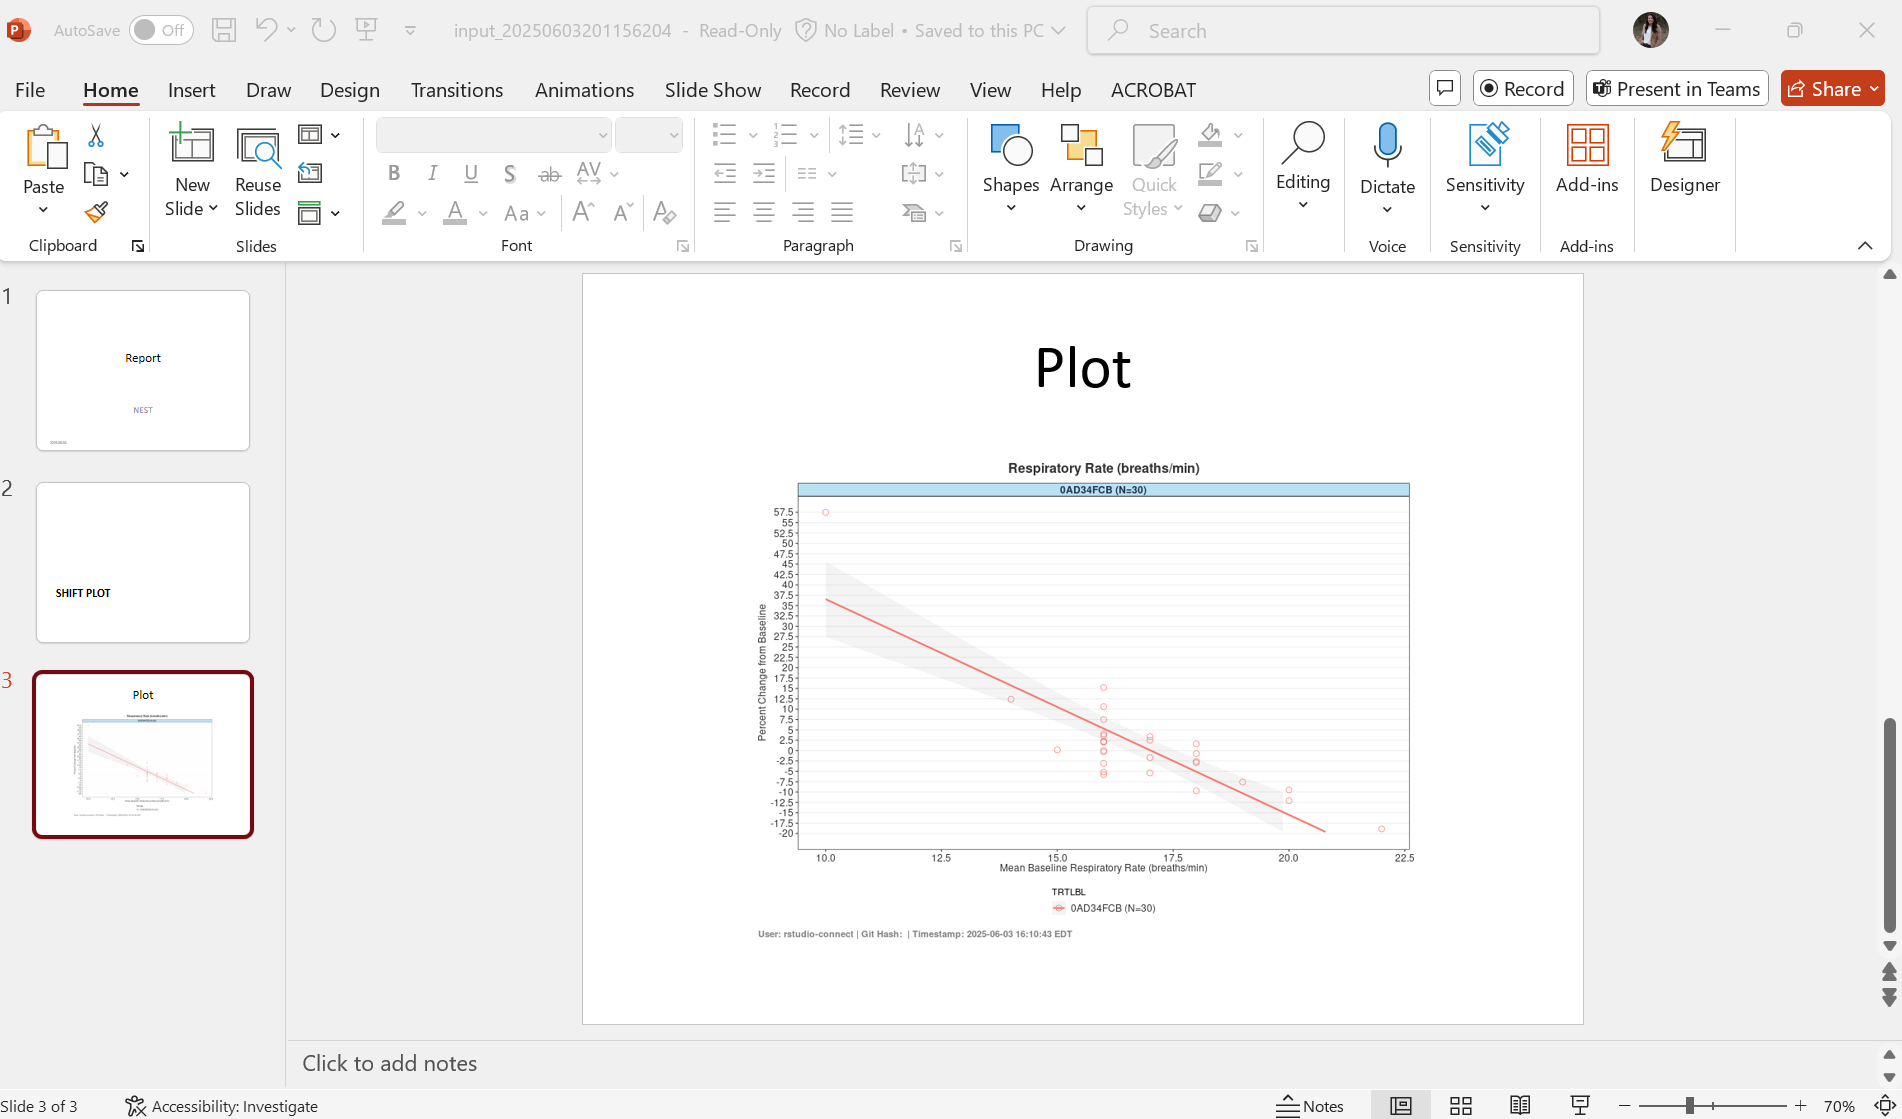 AutoSave Off input_20250603201156204 - Read-Only No Label • Saved to this PC Search
File Home Insert Draw Design Transitions Animations Slide Show Record Review View Help ACROBAT Record Present in Teams Share
Paste
New Slide
Reuse Slides
B I U S ab AV
Aa A A
Shapes Arrange Quick Styles
Editing
Dictate
Sensitivity
Add-ins
Designer
Clipboard Slides Font Paragraph Drawing Voice Sensitivity Add-ins
1
Report
NEST
2
SHIFT PLOT
3
Plot
Plot
Respiratory Rate (breaths/min)
0AD34FCB (N=30)
Percent Change from Baseline
57.5
55
52.5
50
47.5
45
42.5
40
37.5
35
32.5
30
27.5
25
22.5
20
17.5
15
12.5
10
7.5
5
2.5
0
-2.5
-5
-7.5
-10
-12.5
-15
-17.5
-20
10.0 12.5 15.0 17.5 20.0 22.5
Mean Baseline Respiratory Rate (breaths/min)
TRTLBL
0AD34FCB (N=30)
User: rstudio-connect | Git Hash: | Timestamp: 2025-06-03 16:10:43 EDT
Click to add notes
Slide 3 of 3 Accessibility: Investigate Notes 70%